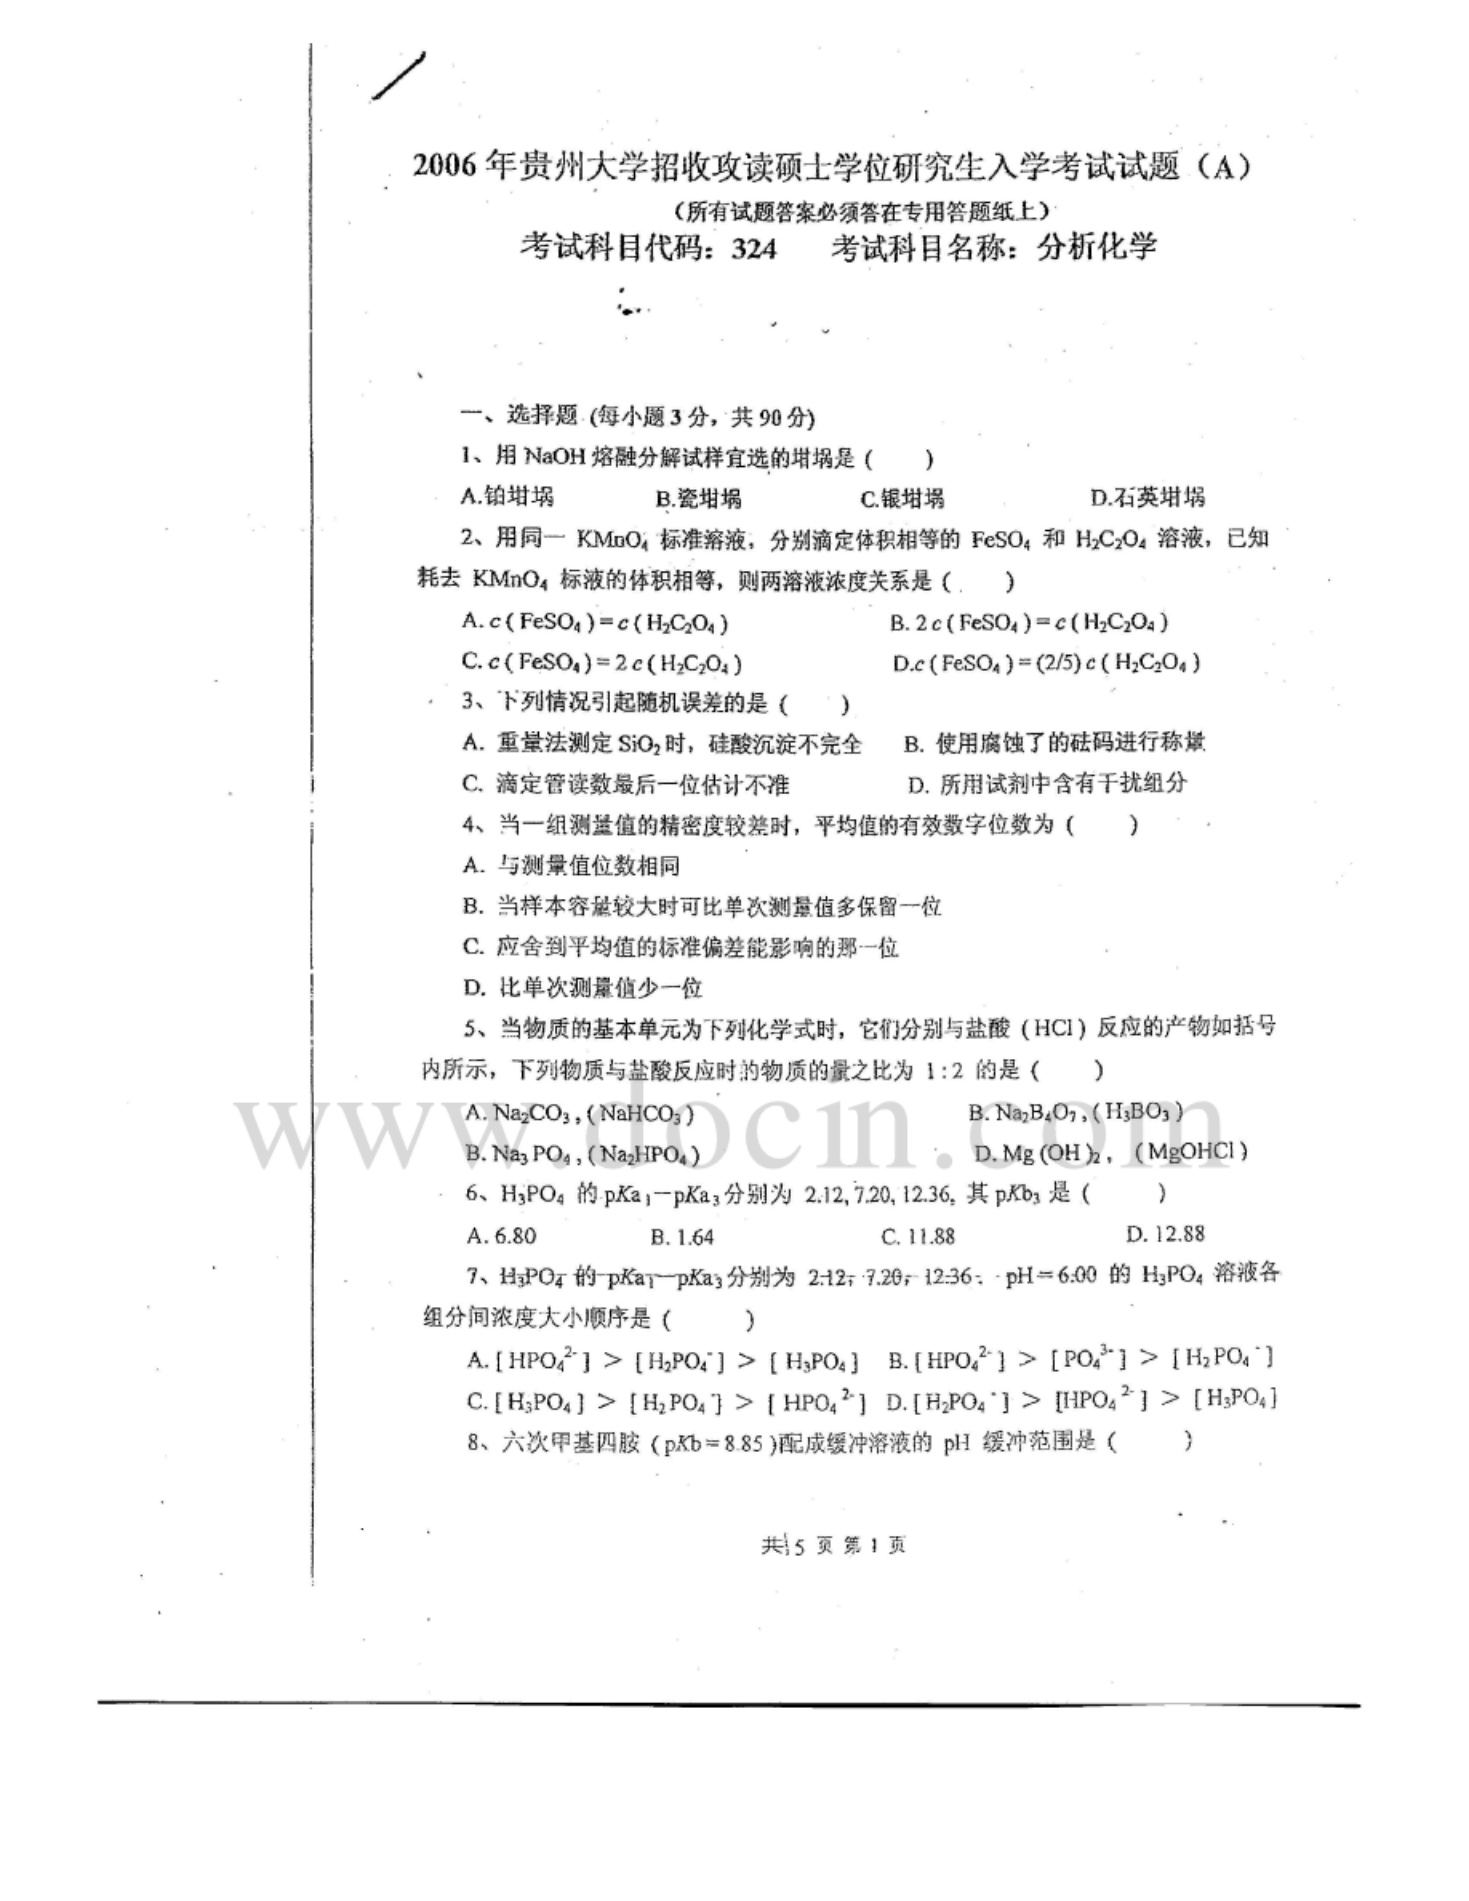 2006 年贵州大学招收攻读硕士学位研究生入学考试试题（A）
（所有试题答案必须答在专用答题纸上）
考试科目代码：324 考试科目名称：分析化学
一、选择题 (每小题 3 分，共 90 分)
1、用 NaOH 熔融分解试样宜选的坩埚是 ( )
A.铂坩埚 B.瓷坩埚 C.银坩埚 D.石英坩埚
2、用同一 KMnO₄ 标准溶液，分别滴定体积相等的 FeSO₄ 和 H₂C₂O₄ 溶液，已知
耗去 KMnO₄ 标液的体积相等，则两溶液浓度关系是 ( )
A. c ( FeSO₄ ) = c ( H₂C₂O₄ ) B. 2 c ( FeSO₄ ) = c ( H₂C₂O₄ )
C. c ( FeSO₄ ) = 2 c ( H₂C₂O₄ ) D.c ( FeSO₄ ) = (2/5) c ( H₂C₂O₄ )
3、下列情况引起随机误差的是 ( )
A. 重量法测定 SiO₂ 时，硅酸沉淀不完全 B. 使用腐蚀了的砝码进行称量
C. 滴定管读数最后一位估计不准 D. 所用试剂中含有干扰组分
4、当一组测量值的精密度较差时，平均值的有效数字位数为 ( )
A. 与测量值位数相同
B. 当样本容量较大时可比单次测量值多保留一位
C. 应舍到平均值的标准偏差能影响的那一位
D. 比单次测量值少一位
5、当物质的基本单元为下列化学式时，它们分别与盐酸 ( HCl ) 反应的产物如括号
内所示，下列物质与盐酸反应时的物质的量之比为 1 : 2 的是 ( )
A. Na₂CO₃ , ( NaHCO₃ ) B. Na₂B₄O₇ , ( H₃BO₃ )
B. Na₃ PO₄ , ( Na₂HPO₄ ) D. Mg (OH )₂ , ( MgOHCl )
6、H₃PO₄ 的 pKa₁—pKa₃ 分别为 2.12, 7.20, 12.36, 其 pKb₃ 是 ( )
A. 6.80 B. 1.64 C. 11.88 D. 12.88
7、H₃PO₄ 的 pKa₁—pKa₃ 分别为 2.12, 7.20, 12.36. pH＝6.00 的 H₃PO₄ 溶液各
组分间浓度大小顺序是 ( )
A. [ HPO₄²⁻ ] > [ H₂PO₄⁻ ] > [ H₃PO₄ ] B. [ HPO₄²⁻ ] > [ PO₄³⁻ ] > [ H₂ PO₄⁻ ]
C. [ H₃PO₄ ] > [ H₂ PO₄⁻ ] > [ HPO₄²⁻ ] D. [ H₂PO₄⁻ ] > [HPO₄²⁻ ] > [ H₃PO₄ ]
8、六次甲基四胺 ( pKb = 8.85 )配成缓冲溶液的 pH 缓冲范围是 ( )
共 5 页 第 1 页
www.docin.com